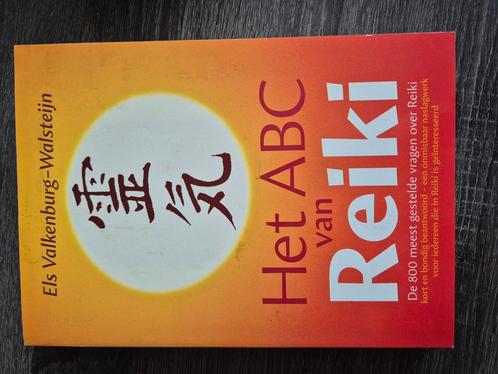 Els Valkenburg-Walsteijn
靈
気
Het ABC
van
Reiki
De 800 meest gestelde vragen over Reiki
kort en bondig beantwoord - een onmisbaar naslagwerk
voor iedereen die in Reiki is geïnteresseerd